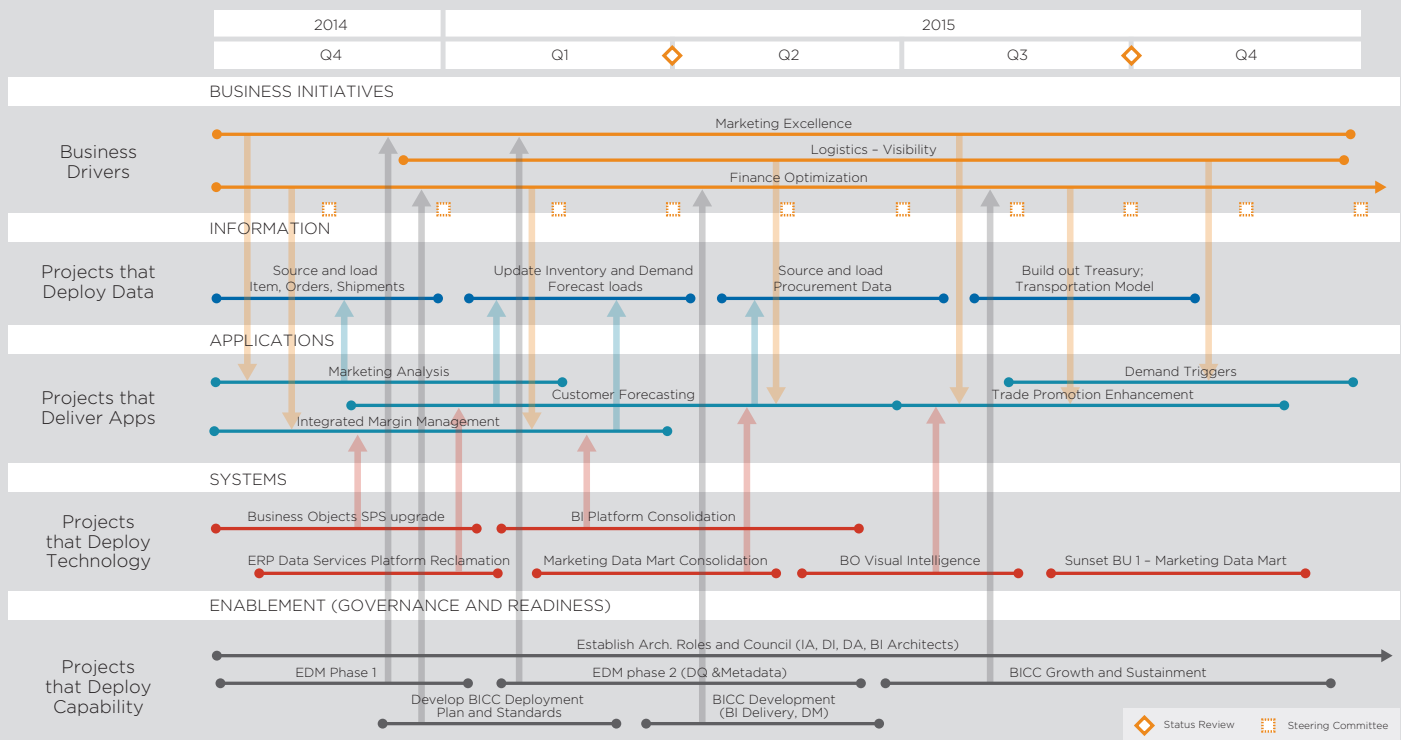 2014
2015
Q4
Q1
Q2
Q3
Q4
BUSINESS INITIATIVES
Business
Drivers
Marketing Excellence
Logistics – Visibility
Finance Optimization
INFORMATION
Projects that
Deploy Data
Source and load
Item, Orders, Shipments
Update Inventory and Demand
Forecast loads
Source and load
Procurement Data
Build out Treasury;
Transportation Model
APPLICATIONS
Projects that
Deliver Apps
Marketing Analysis
Demand Triggers
Customer Forecasting
Trade Promotion Enhancement
Integrated Margin Management
SYSTEMS
Projects
that Deploy
Technology
Business Objects SPS upgrade
BI Platform Consolidation
ERP Data Services Platform Reclamation
Marketing Data Mart Consolidation
BO Visual Intelligence
Sunset BU 1 – Marketing Data Mart
ENABLEMENT (GOVERNANCE AND READINESS)
Projects
that Deploy
Capability
Establish Arch. Roles and Council (IA, DI, DA, BI Architects)
EDM Phase 1
EDM phase 2 (DQ &Metadata)
BICC Growth and Sustainment
Develop BICC Deployment
Plan and Standards
BICC Development
(BI Delivery, DM)
Status Review
Steering Committee